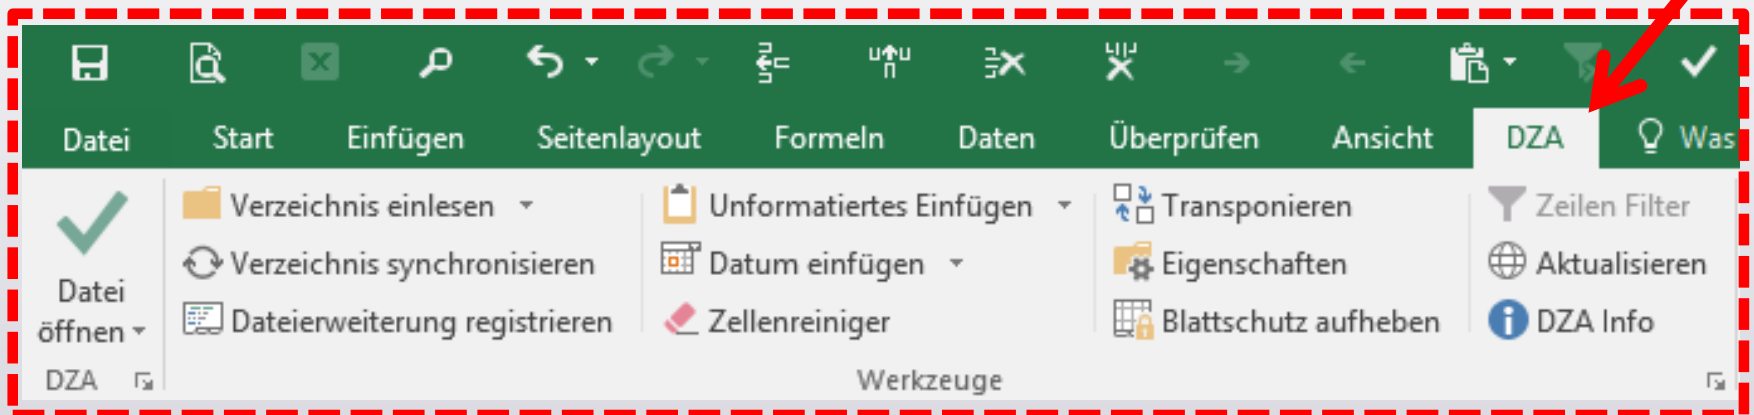 Datei Start Einfügen Seitenlayout Formeln Daten Überprüfen Ansicht DZA Was
Datei
öffnen
DZA
Verzeichnis einlesen
Verzeichnis synchronisieren
Dateierweiterung registrieren
Unformatiertes Einfügen
Datum einfügen
Zellenreiniger
Transponieren
Eigenschaften
Blattschutz aufheben
Zeilen Filter
Aktualisieren
DZA Info
Werkzeuge